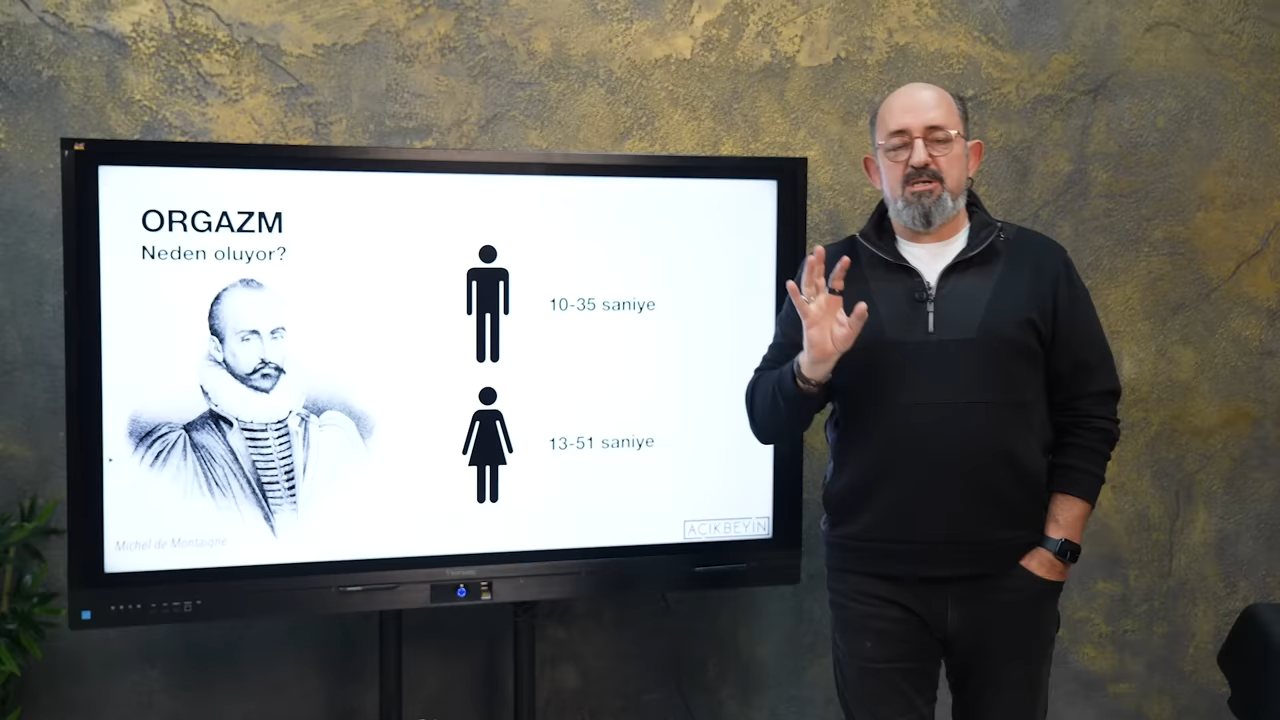 ORGAZM
Neden oluyor?
10-35 saniye
13-51 saniye
Michel de Montaigne
AÇIKBEYİN